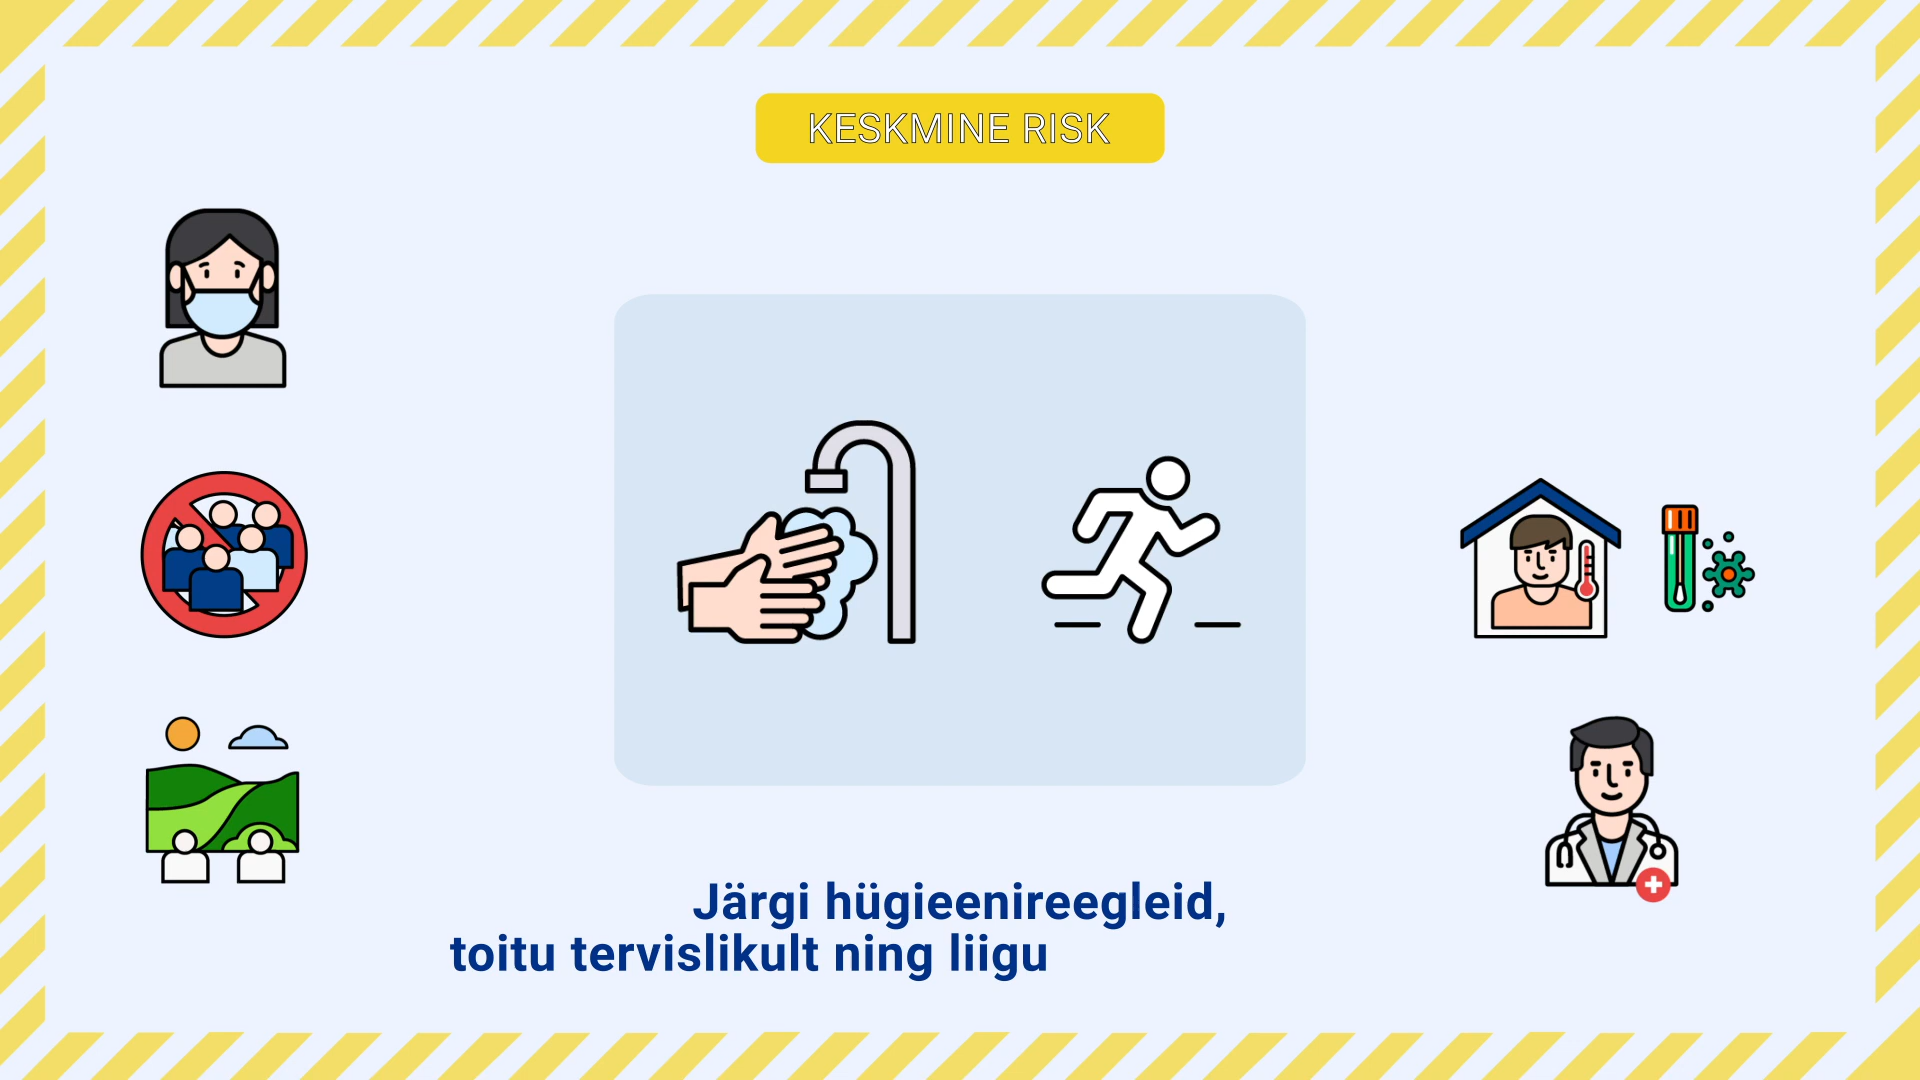 KESKMINE RISK
Järgi hügieenireegleid,
toitu tervislikult ning liigu